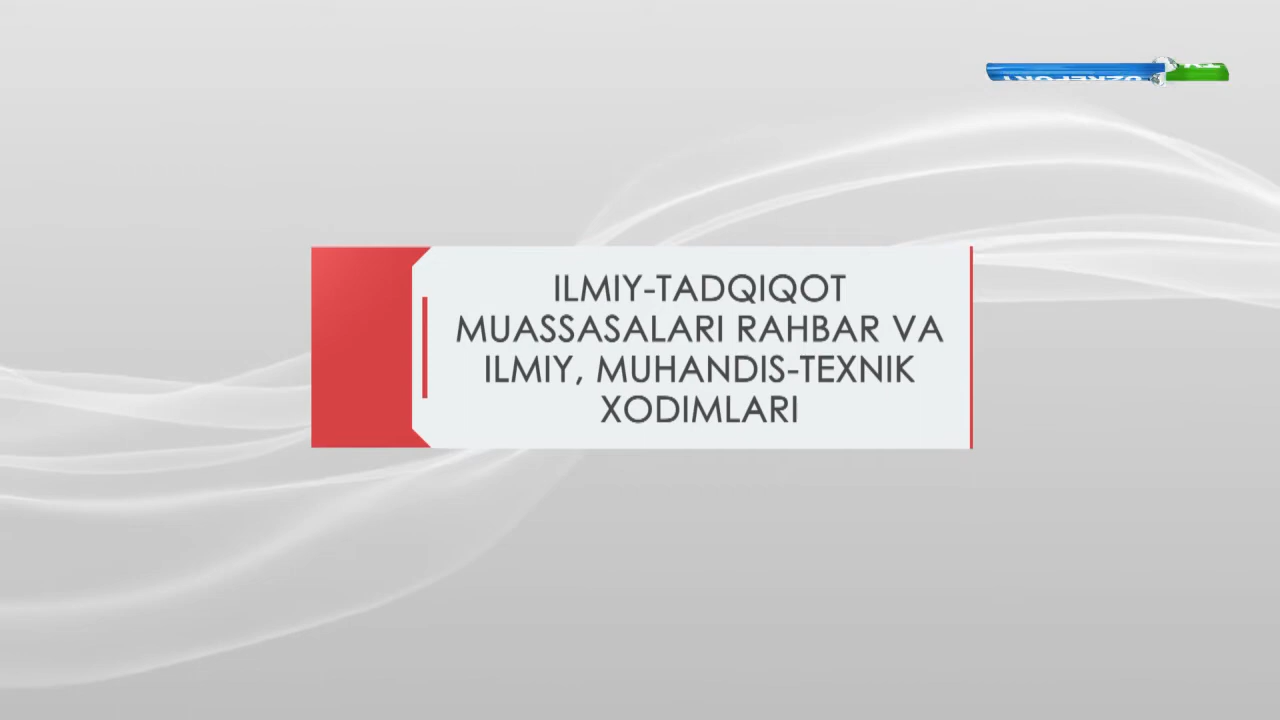 ILMIY-TADQIQOT
MUASSASALARI RAHBAR VA
ILMIY, MUHANDIS-TEXNIK
XODIMLARI